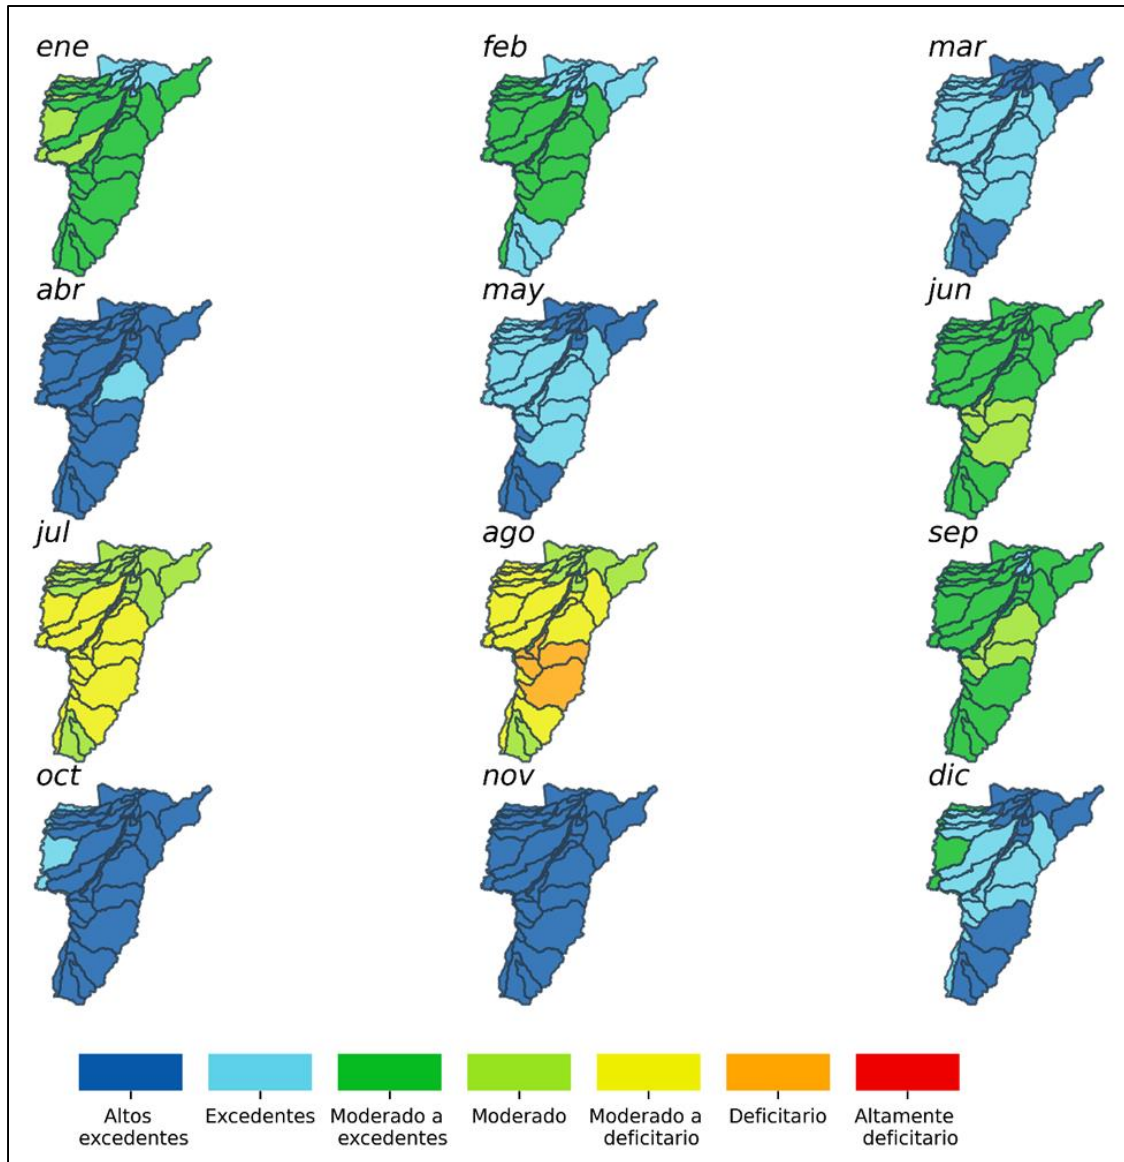 ene
feb
mar
abr
may
jun
jul
ago
sep
oct
nov
dic
Altos
excedentes
Excedentes
Moderado a
excedentes
Moderado
Moderado a
deficitario
Deficitario
Altamente
deficitario